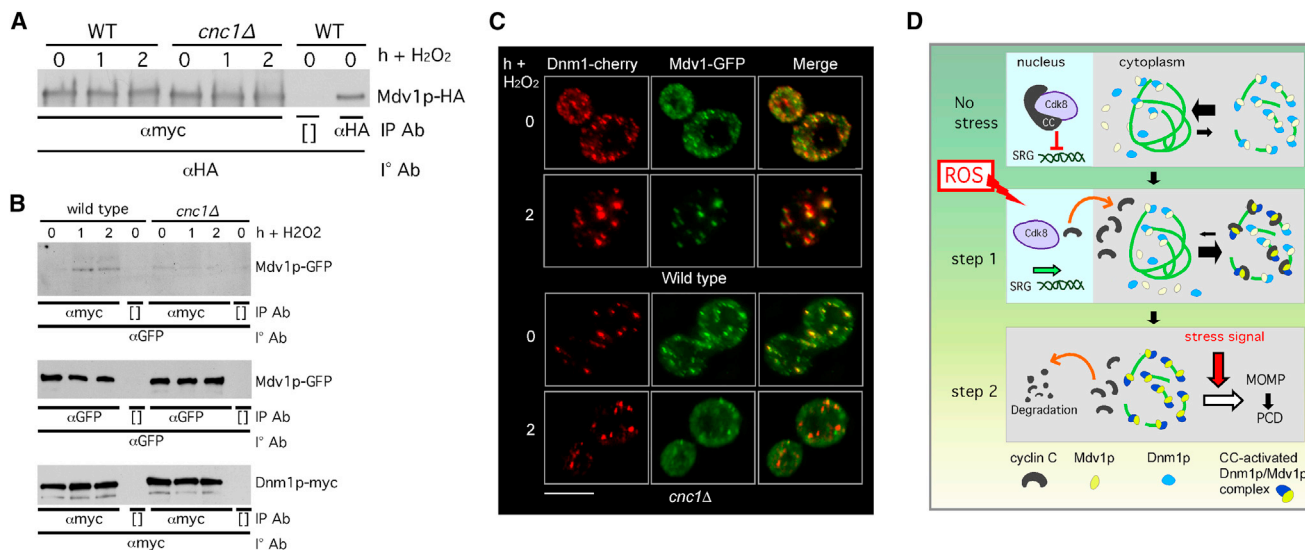 A
WT cnc1Δ WT
0 1 2 0 1 2 0 0 h + H2O2
Mdv1p-HA
αmyc [ ] αHA IP Ab
αHA I° Ab
B
wild type cnc1Δ
0 1 2 0 1 2 0 h + H2O2
Mdv1p-GFP
αmyc [ ] αmyc [ ] IP Ab
αGFP I° Ab
Mdv1p-GFP
αGFP [ ] αGFP [ ] IP Ab
αGFP I° Ab
Dnm1p-myc
αmyc [ ] αmyc [ ] IP Ab
αmyc I° Ab
C
h +
H2O2
Dnm1-cherry Mdv1-GFP Merge
0
2
Wild type
0
2
cnc1Δ
D
No
stress
nucleus cytoplasm
Cdk8
CC
SRG
ROS
step 1
Cdk8
SRG
step 2
stress signal
MOMP
PCD
Degradation
cyclin C Mdv1p Dnm1p CC-activated
Dnm1p/Mdv1p
complex